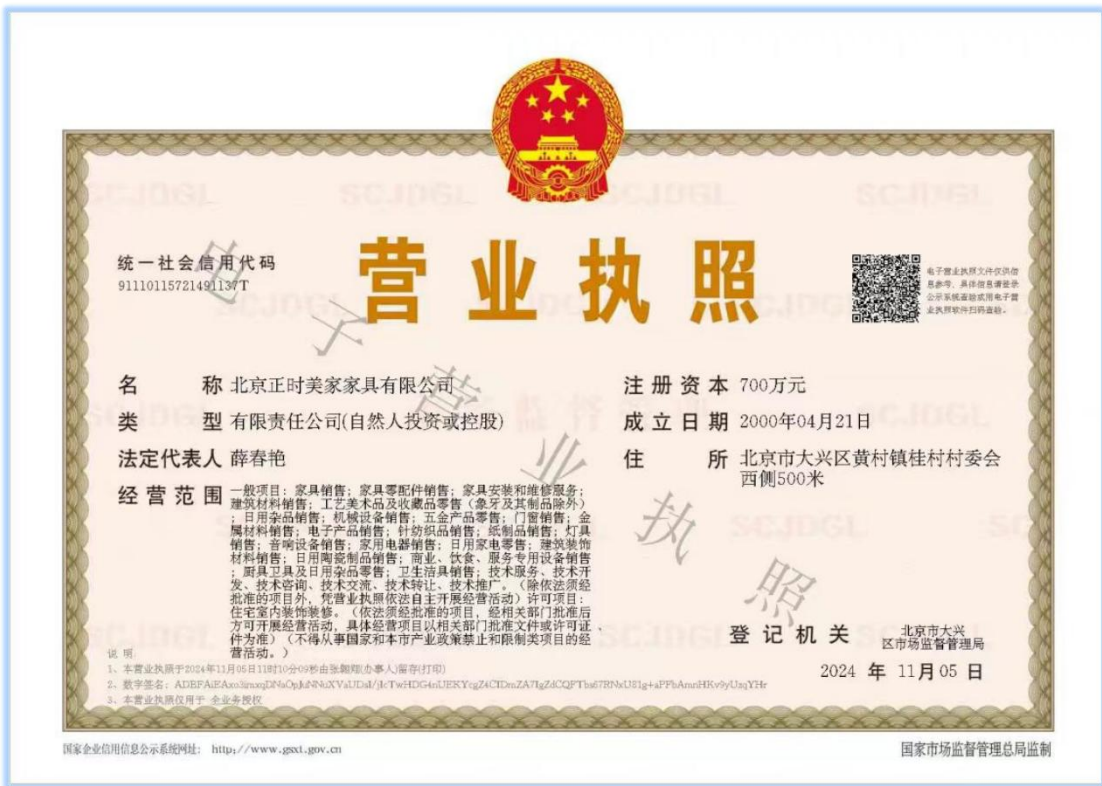 统一社会信用代码
91110115721491137T
营业执照
电子营业执照文件仅供信
息参考，具体信息请登录
公示系统查验或用电子营
业执照软件扫码查验。
名称 北京正时美家家具有限公司
类型 有限责任公司(自然人投资或控股)
法定代表人 薛春艳
经营范围 一般项目：家具销售；家具零配件销售；家具安装和维修服务；
建筑材料销售；工艺美术品及收藏品零售（象牙及其制品除外）
；日用杂品销售；机械设备销售；五金产品零售；门窗销售；金
属材料销售；电子产品销售；针纺织品销售；纸制品销售；灯具
销售；音响设备销售；家用电器销售；日用家电零售；建筑装饰
材料销售；日用陶瓷制品销售；商业、饮食、服务专用设备销售
；厨具卫具及日用杂品零售；卫生洁具销售；技术服务、技术开
发、技术咨询、技术交流、技术转让、技术推广。（除依法须经
批准的项目外，凭营业执照依法自主开展经营活动）许可项目：
住宅室内装饰装修。（依法须经批准的项目，经相关部门批准后
方可开展经营活动，具体经营项目以相关部门批准文件或许可证
件为准）（不得从事国家和本市产业政策禁止和限制类项目的经
营活动。）
注册资本 700万元
成立日期 2000年04月21日
住所 北京市大兴区黄村镇桂村村委会
西侧500米
登记机关 北京市大兴
区市场监督管理局
2024 年 11月 05 日
说明
1、本营业执照于2024年11月05日11时10分09秒由(办事人)留存(打印)
2、数字签名：
3、本营业执照仅用于 全业务授权
电子营业执照
SCJDGL
国家企业信用信息公示系统网址： http://www.gsxt.gov.cn
国家市场监督管理总局监制